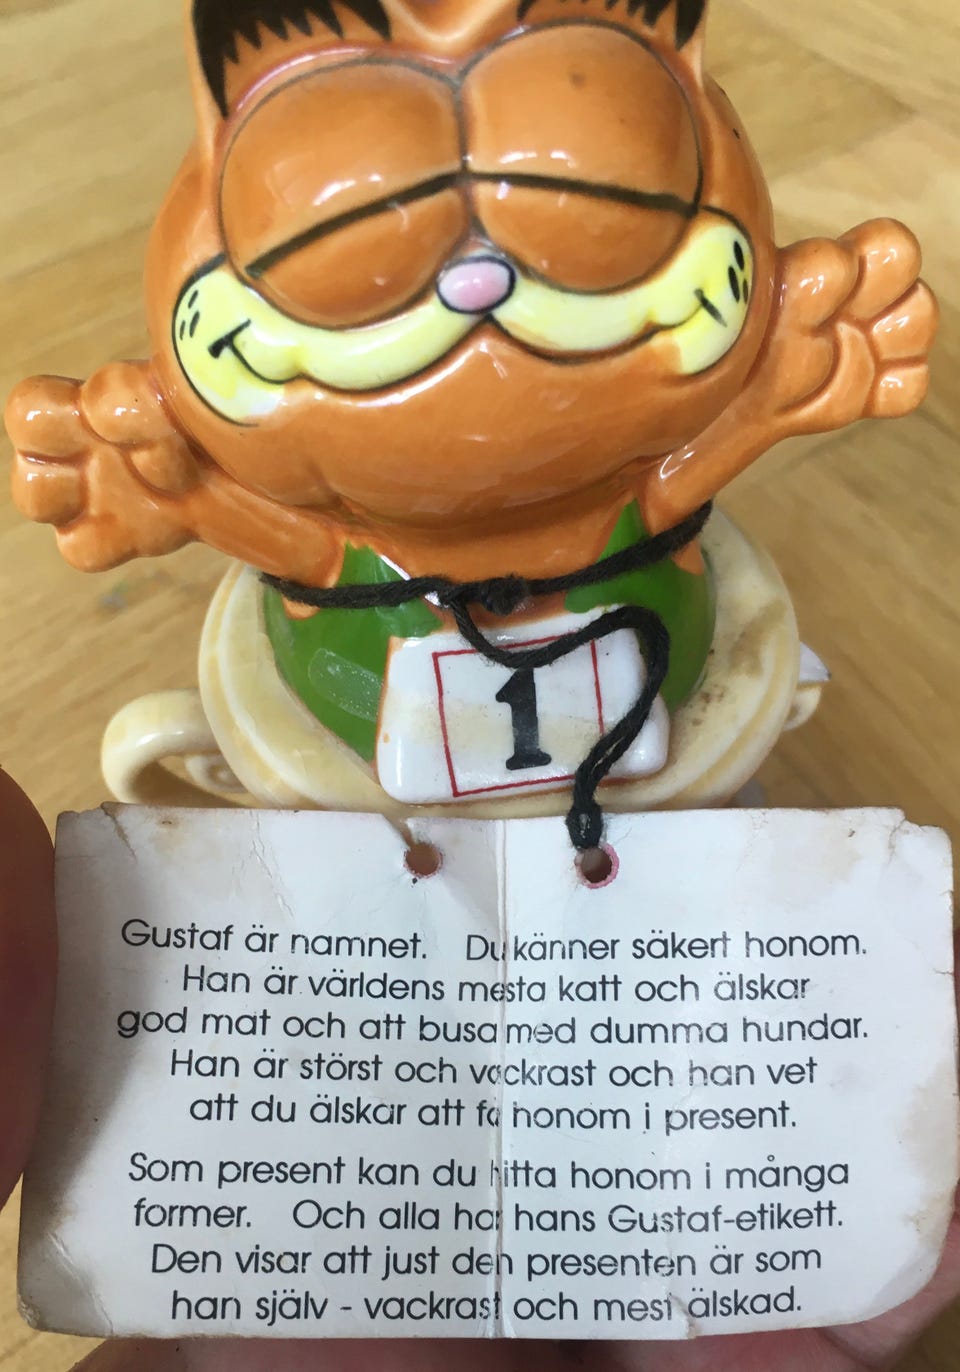 1
Gustaf är namnet. Du känner säkert honom.
Han är världens mesta katt och älskar
god mat och att busa med dumma hundar.
Han är störst och vackrast och han vet
att du älskar att få honom i present.
Som present kan du hitta honom i många
former. Och alla har hans Gustaf-etikett.
Den visar att just den presenten är som
han själv - vackrast och mest älskad.